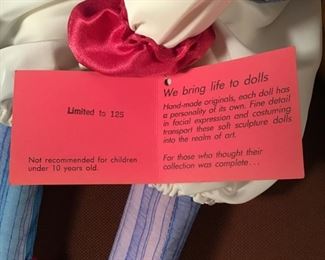 Limited to 125
Not recommended for children
under 10 years old.
We bring life to dolls
Hand-made originals, each doll has
a personality of its own. Fine detail
in facial expression and costuming
transport these soft sculpture dolls
into the realm of art.
For those who thought their
collection was complete...